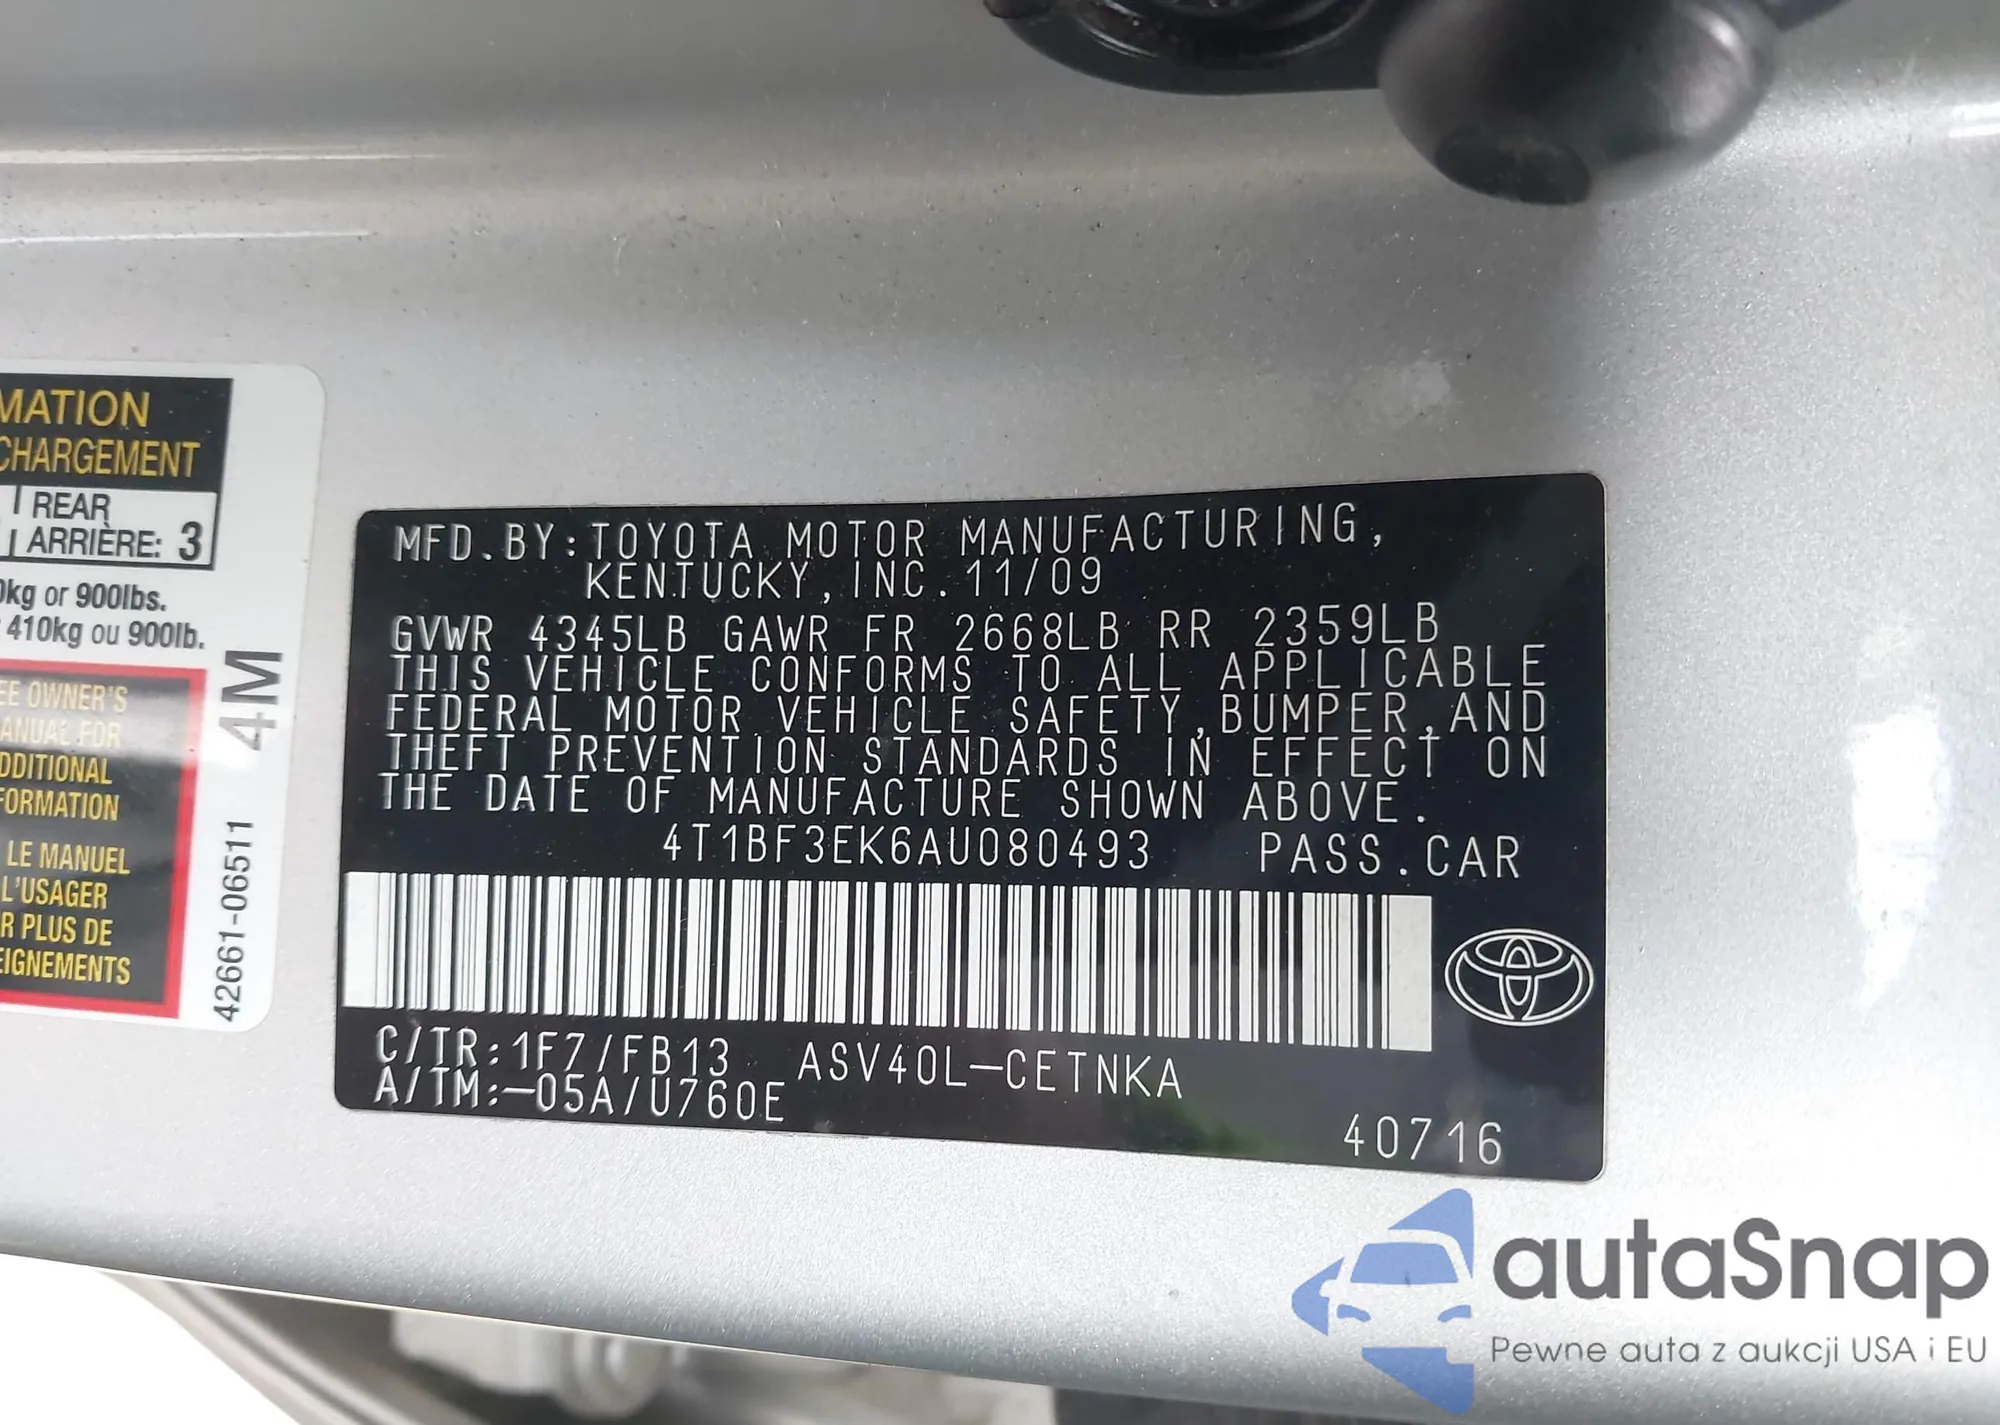 MATION
CHARGEMENT
REAR
ARRIÈRE: 3
0kg or 900lbs.
410kg ou 900lb.
EE OWNER'S
ANUAL FOR
DDITIONAL
FORMATION
LE MANUEL
L'USAGER
R PLUS DE
EIGNEMENTS
4M
42661-06511
MFD.BY:TOYOTA MOTOR MANUFACTURING,
KENTUCKY,INC.11/09
GVWR 4345LB GAWR FR 2668LB RR 2359LB
THIS VEHICLE CONFORMS TO ALL APPLICABLE
FEDERAL MOTOR VEHICLE SAFETY,BUMPER,AND
THEFT PREVENTION STANDARDS IN EFFECT ON
THE DATE OF MANUFACTURE SHOWN ABOVE.
4T1BF3EK6AU080493 PASS.CAR
C/TR:1F7/FB13 ASV40L-CETNKA
A/TM:-05A/U760E
40716
autaSnap
Pewne auta z aukcji USA i EU